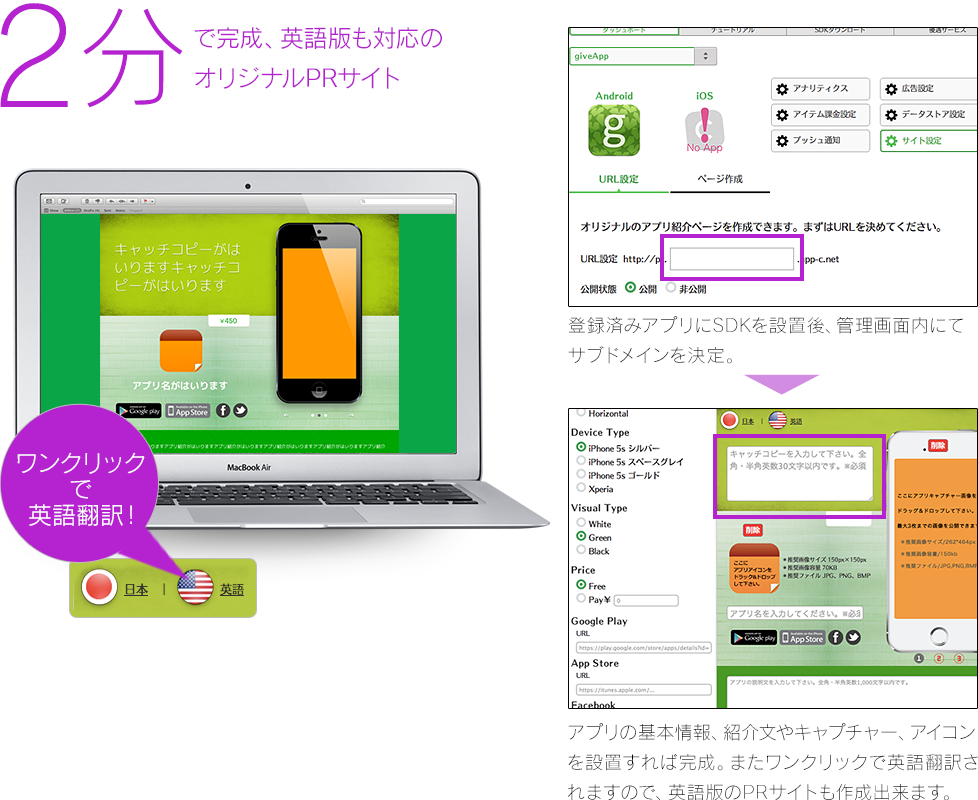 2分
で完成、英語版も対応の
オリジナルPRサイト
キャッチコピーがは
いりますキャッチコ
ピーがはいります
¥450
アプリ名がはいります
Google play
Available on the iPhone
App Store
MacBook Air
ワンクリック
で
英語翻訳！
日本 | 英語
ダッシュボード
チュートリアル
SDKダウンロード
優遇サービス
giveApp
Android
iOS
No App
アナリティクス
広告設定
アイテム課金設定
データストア設定
プッシュ通知
サイト設定
URL設定
ページ作成
オリジナルのアプリ紹介ページを作成できます。まずはURLを決めてください。
URL設定 http://p
pp-c.net
公開状態 公開 非公開
登録済みアプリにSDKを設置後、管理画面内にて
サブドメインを決定。
Horizontal
Device Type
iPhone 5s シルバー
iPhone 5s スペースグレイ
iPhone 5s ゴールド
Xperia
Visual Type
White
Green
Black
Price
Free
Pay¥ 0
Google Play
URL
https://play.google.com/store/apps/details?id=
App Store
URL
https://itunes.apple.com/...
Facebook
日本 | 英語
キャッチコピーを入力して下さい。全
角・半角英数30文字以内です。※必須
削除
ここに
アプリアイコンを
ドラッグ&ドロップ
して下さい。
※推奨画像サイズ 150px×150px
※推奨画像容量 70KB
※推奨ファイル JPG、PNG、BMP
アプリ名を入力してください。※必須
Google play
Available on the iPhone
App Store
アプリの説明文を入力して下さい。全角・半角英数1,000文字以内です。
削除
ここにアプリキャプチャー画像を
ドラッグ&ドロップして下さい。
最大3枚までの画像を公開できま
※推奨画像サイズ/262*464px
※推奨画像容量/150kb
※推奨ファイル/JPG,PNG,BMP
1 2 3
アプリの基本情報、紹介文やキャプチャー、アイコン
を設置すれば完成。またワンクリックで英語翻訳さ
れますので、英語版のPRサイトも作成出来ます。